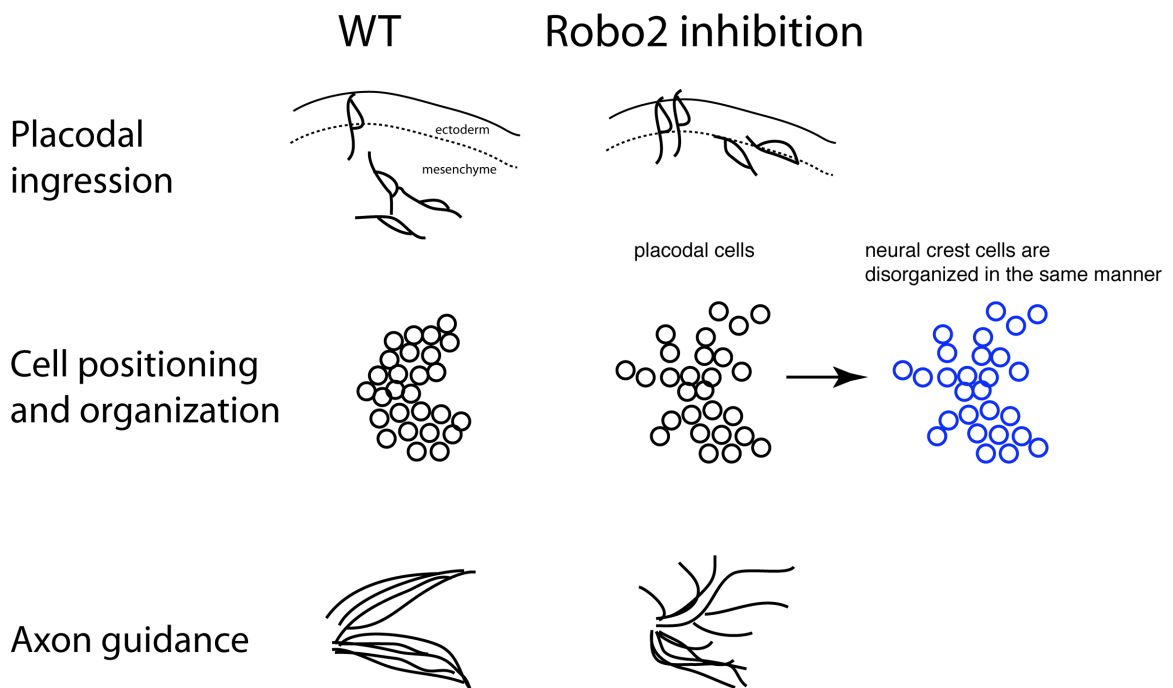 WT
Robo2 inhibition
Placodal
ingression
ectoderm
mesenchyme
placodal cells
neural crest cells are
disorganized in the same manner
Cell positioning
and organization
Axon guidance